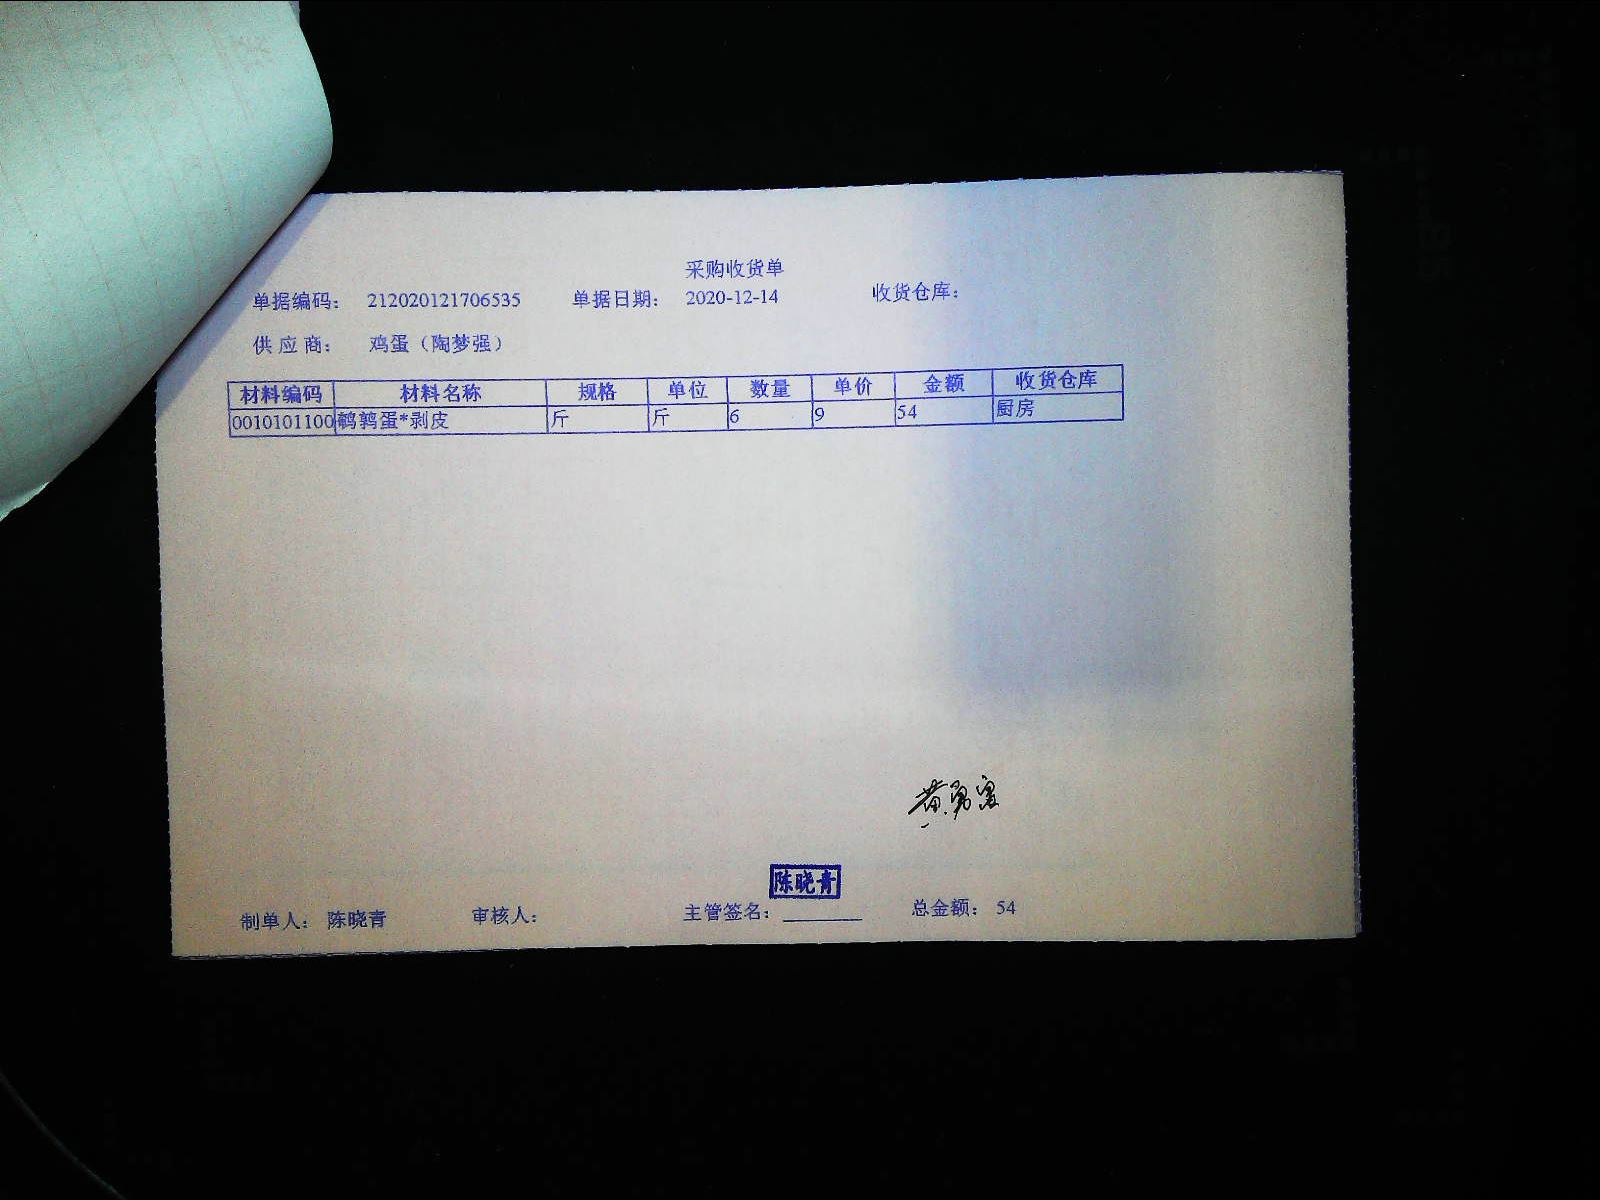 采购收货单
单据编码: 212020121706535 单据日期: 2020-12-14 收货仓库:
供应商: 鸡蛋（陶梦强）
材料编码 材料名称 规格 单位 数量 单价 金额 收货仓库
0010101100 鹌鹑蛋*剥皮 斤 斤 6 9 54 厨房
陈晓青
制单人: 陈晓青 审核人: 主管签名: 总金额: 54